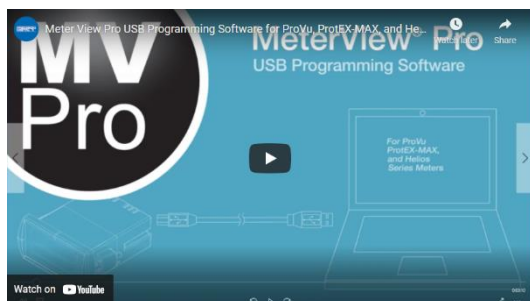 Meter View Pro USB Programming Software for ProVu, ProtEX-MAX, and He...
Watch later
Share
MV
Pro
MeterView Pro
USB Programming Software
For ProVu
ProtEX-MAX,
and Helios
Series Meters
Watch on YouTube